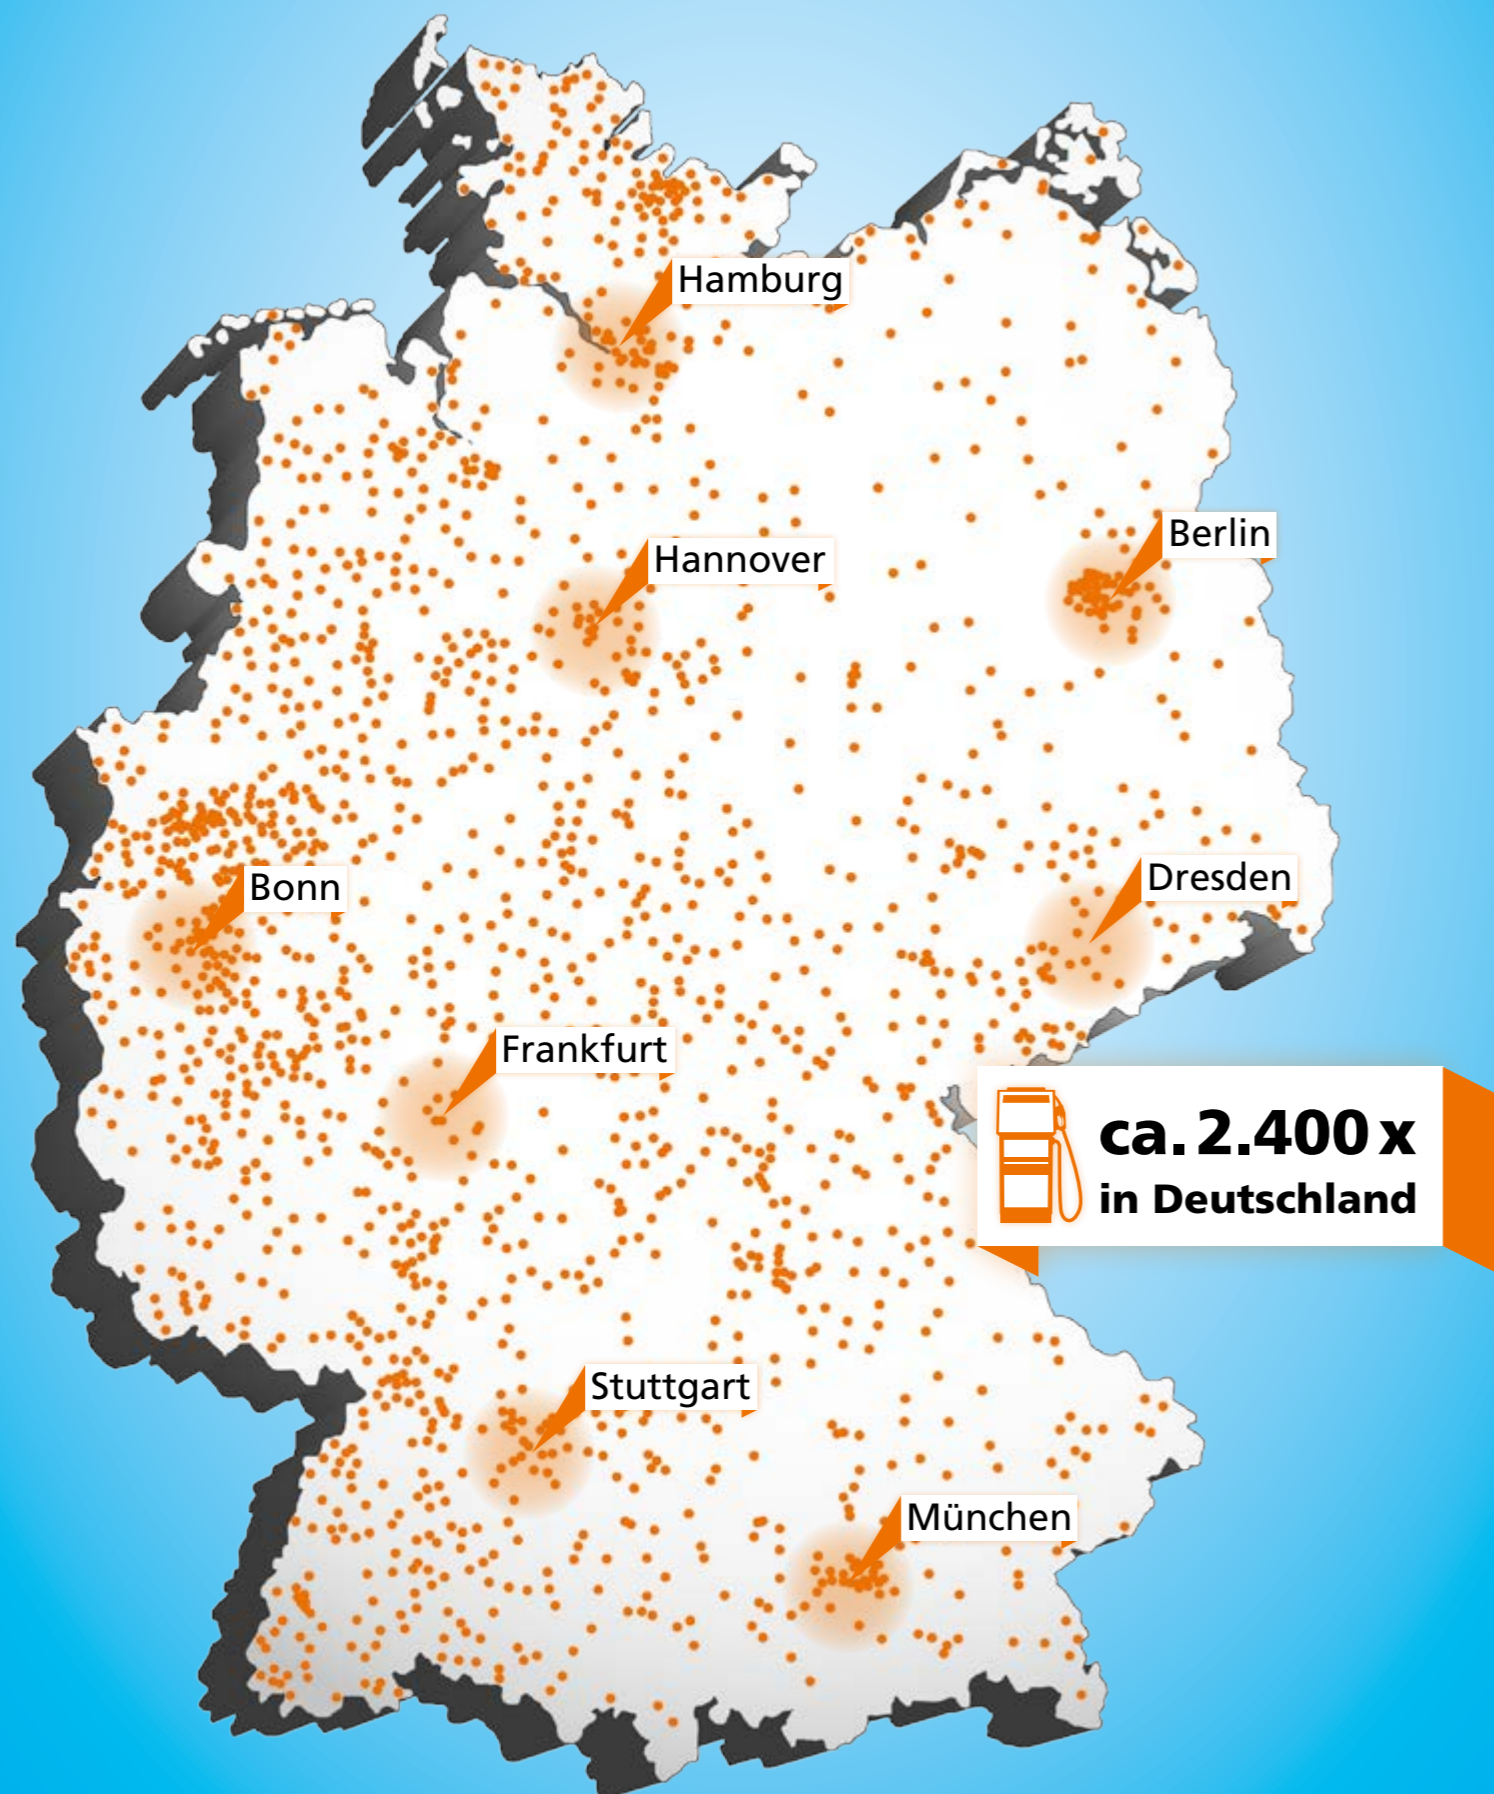 Hamburg
Hannover
Berlin
Bonn
Dresden
Frankfurt
ca. 2.400 x
in Deutschland
Stuttgart
München